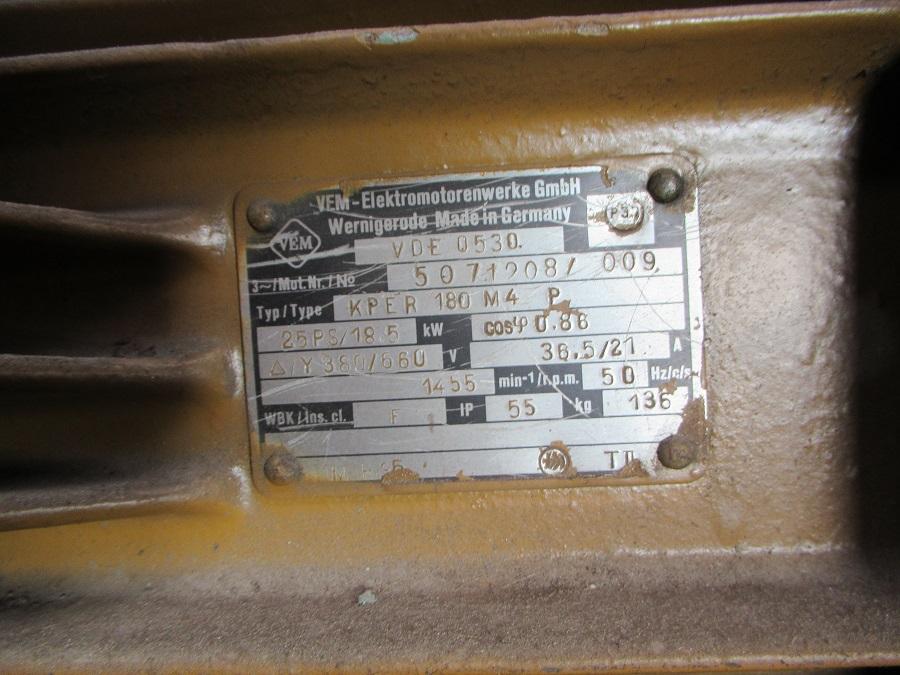 VEM-Elektromotorenwerke GmbH
Wernigerode Made in Germany
VEM
VDE 0530.
3~/Mot.Nr./No 5071208/ 009
Typ/Type KPER 180 M4 P
25PS/18.5 kW cosφ 0.86
Δ/Y 380/660 V 36.5/21 A
1455 min-1/r.p.m. 50 Hz/c/s
WBK/Ins. cl. F IP 55 kg 136